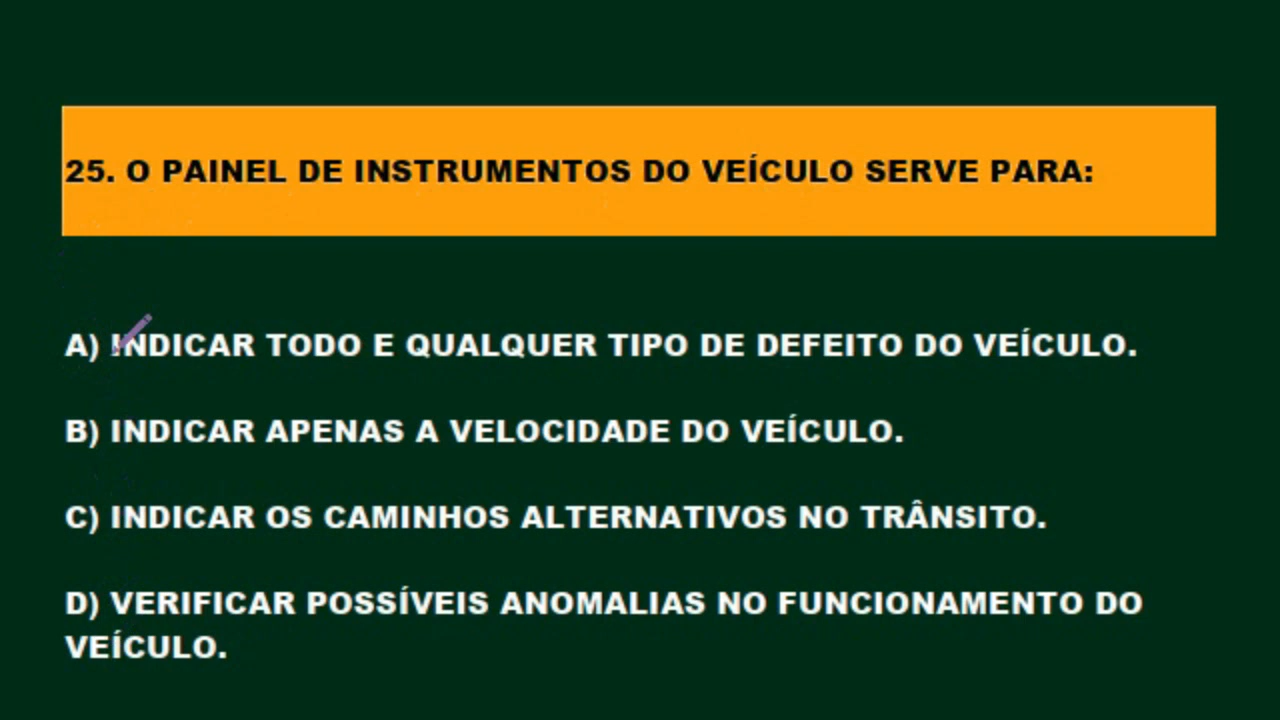 25. O PAINEL DE INSTRUMENTOS DO VEÍCULO SERVE PARA:
A) INDICAR TODO E QUALQUER TIPO DE DEFEITO DO VEÍCULO.
B) INDICAR APENAS A VELOCIDADE DO VEÍCULO.
C) INDICAR OS CAMINHOS ALTERNATIVOS NO TRÂNSITO.
D) VERIFICAR POSSÍVEIS ANOMALIAS NO FUNCIONAMENTO DO
VEÍCULO.